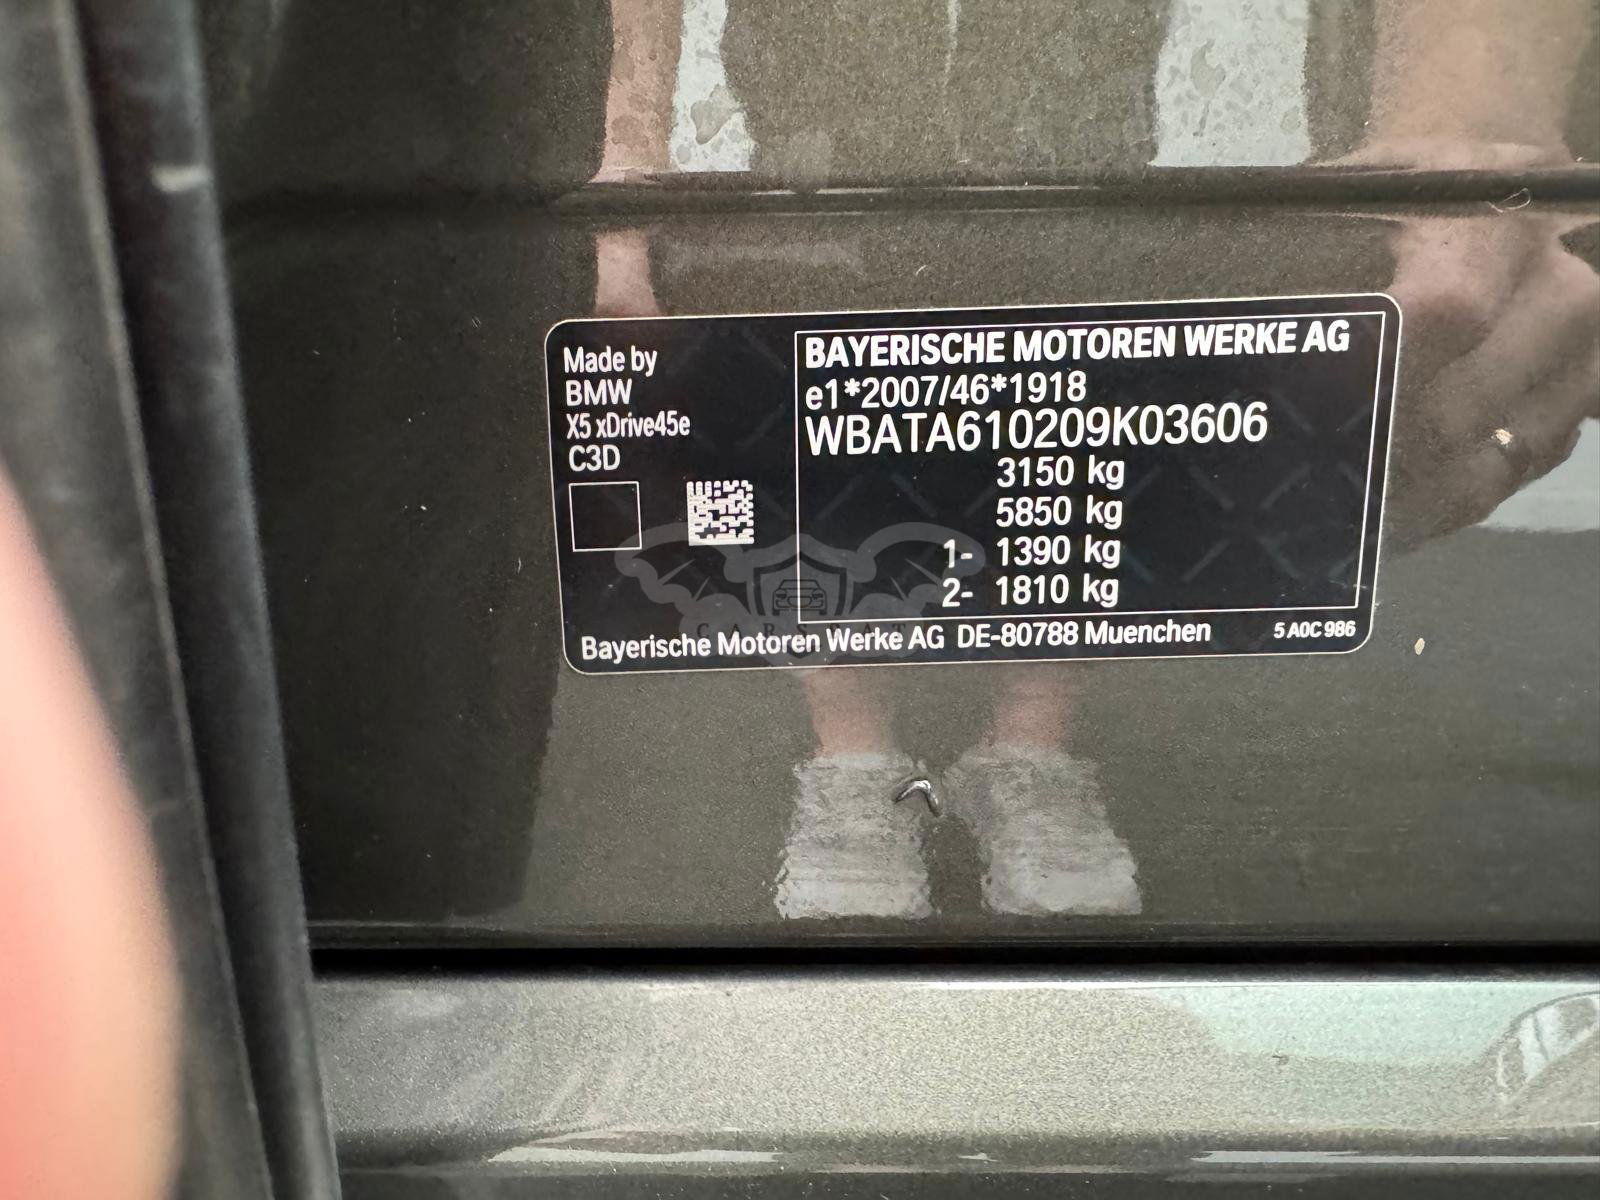 Made by
BMW
X5 xDrive45e
C3D
BAYERISCHE MOTOREN WERKE AG
e1*2007/46*1918
WBATA610209K03606
3150 kg
5850 kg
1- 1390 kg
2- 1810 kg
Bayerische Motoren Werke AG DE-80788 Muenchen
5 A0C 986
CARSSAT